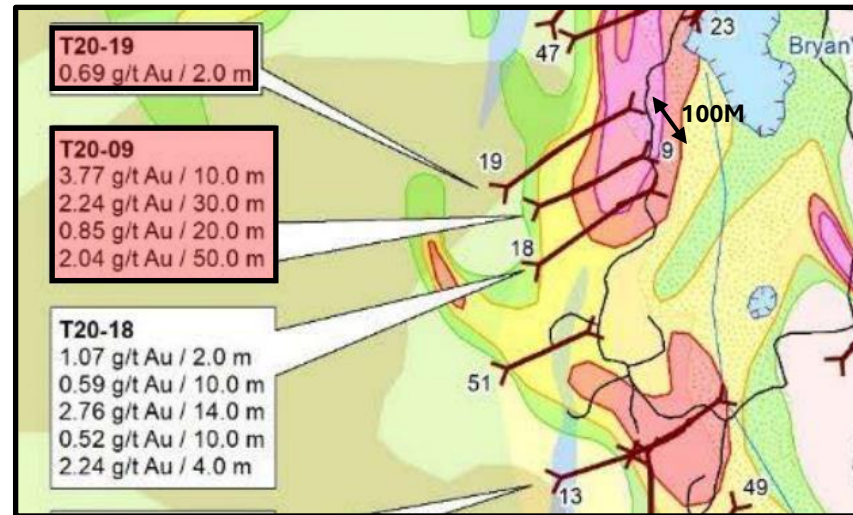 T20-19
0.69 g/t Au / 2.0 m
T20-09
3.77 g/t Au / 10.0 m
2.24 g/t Au / 30.0 m
0.85 g/t Au / 20.0 m
2.04 g/t Au / 50.0 m
T20-18
1.07 g/t Au / 2.0 m
0.59 g/t Au / 10.0 m
2.76 g/t Au / 14.0 m
0.52 g/t Au / 10.0 m
2.24 g/t Au / 4.0 m
23
47
Bryan'
100M
19
9
18
51
13
49